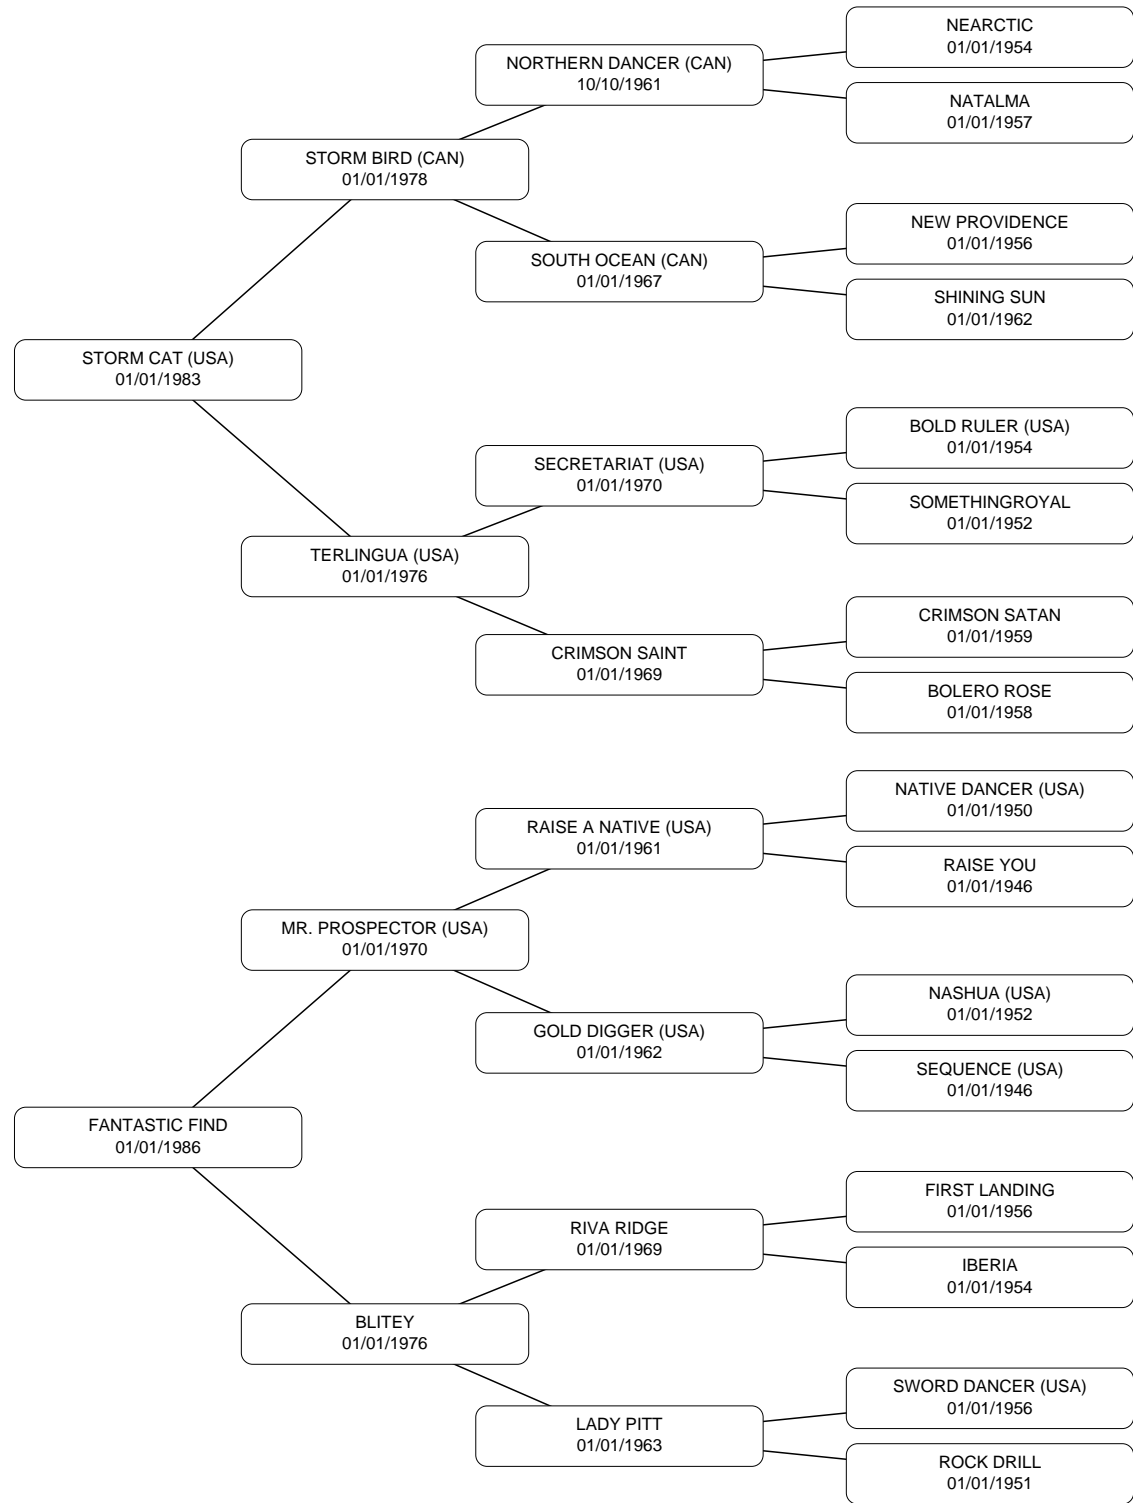 NEARCTIC
01/01/1954
NORTHERN DANCER (CAN)
10/10/1961
NATALMA
01/01/1957
STORM BIRD (CAN)
01/01/1978
NEW PROVIDENCE
01/01/1956
SOUTH OCEAN (CAN)
01/01/1967
SHINING SUN
01/01/1962
STORM CAT (USA)
01/01/1983
BOLD RULER (USA)
01/01/1954
SECRETARIAT (USA)
01/01/1970
SOMETHINGROYAL
01/01/1952
TERLINGUA (USA)
01/01/1976
CRIMSON SATAN
01/01/1959
CRIMSON SAINT
01/01/1969
BOLERO ROSE
01/01/1958
NATIVE DANCER (USA)
01/01/1950
RAISE A NATIVE (USA)
01/01/1961
RAISE YOU
01/01/1946
MR. PROSPECTOR (USA)
01/01/1970
NASHUA (USA)
01/01/1952
GOLD DIGGER (USA)
01/01/1962
SEQUENCE (USA)
01/01/1946
FANTASTIC FIND
01/01/1986
FIRST LANDING
01/01/1956
RIVA RIDGE
01/01/1969
IBERIA
01/01/1954
BLITEY
01/01/1976
SWORD DANCER (USA)
01/01/1956
LADY PITT
01/01/1963
ROCK DRILL
01/01/1951